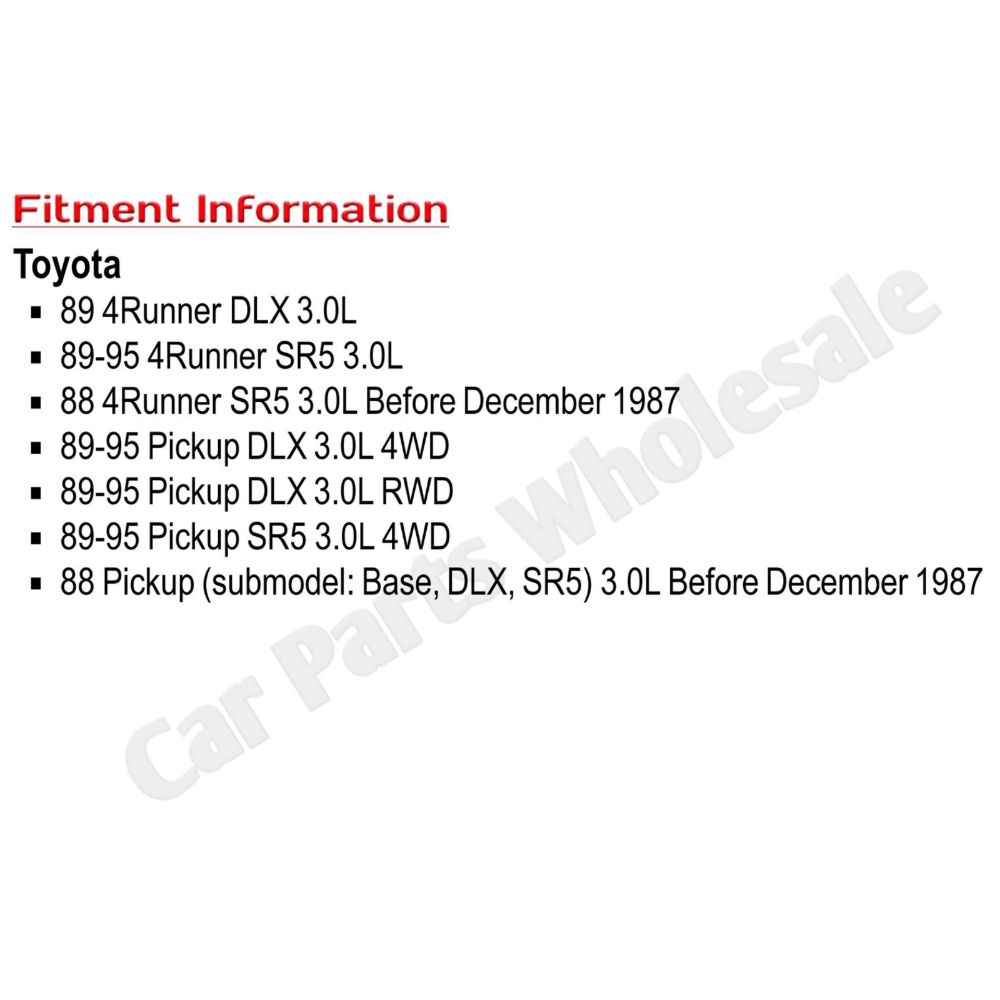 Fitment Information
Toyota
▪ 89 4Runner DLX 3.0L
▪ 89-95 4Runner SR5 3.0L
▪ 88 4Runner SR5 3.0L Before December 1987
▪ 89-95 Pickup DLX 3.0L 4WD
▪ 89-95 Pickup DLX 3.0L RWD
▪ 89-95 Pickup SR5 3.0L 4WD
▪ 88 Pickup (submodel: Base, DLX, SR5) 3.0L Before December 1987
Car Parts Wholesale